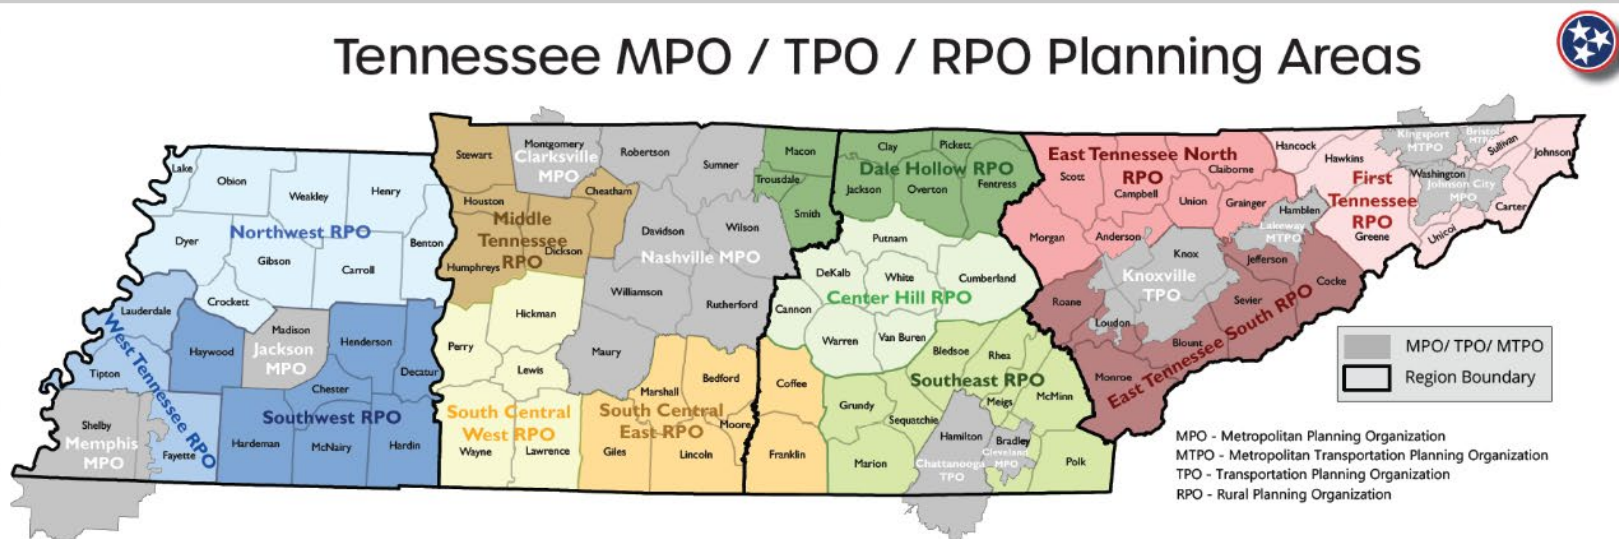 Tennessee MPO / TPO / RPO Planning Areas
Lake
Obion
Weakley
Henry
Northwest RPO
Dyer
Gibson
Carroll
Benton
Crockett
Lauderdale
Tipton
West Tennessee RPO
Fayette
Shelby
Memphis
MPO
Haywood
Madison
Jackson
MPO
Henderson
Decatur
Chester
Southwest RPO
Hardeman
McNairy
Hardin
Stewart
Montgomery
Clarksville
MPO
Houston
Cheatham
Middle
Tennessee
RPO
Dickson
Humphreys
Robertson
Sumner
Davidson
Wilson
Nashville MPO
Williamson
Rutherford
Maury
Hickman
Perry
Lewis
South Central
West RPO
Wayne
Lawrence
Marshall
Bedford
South Central
East RPO
Moore
Giles
Lincoln
Coffee
Franklin
Macon
Trousdale
Smith
Clay
Pickett
Dale Hollow RPO
Jackson
Overton
Fentress
Putnam
DeKalb
White
Cumberland
Center Hill RPO
Cannon
Warren
Van Buren
Bledsoe
Rhea
Southeast RPO
Meigs
McMinn
Grundy
Sequatchie
Marion
Hamilton
Chattanooga
TPO
Bradley
Cleveland
MPO
Polk
East Tennessee North
RPO
Scott
Campbell
Claiborne
Union
Grainger
Morgan
Anderson
Knox
Knoxville
TPO
Hamblen
Lakeway
MTPO
Jefferson
Cocke
Sevier
Roane
Loudon
Blount
Monroe
East Tennessee South RPO
Hancock
Hawkins
First
Tennessee
RPO
Greene
Kingsport
MTPO
Bristol
MTPO
Sullivan
Johnson
Washington
Johnson City
MPO
Carter
Unicoi
MPO/ TPO/ MTPO
Region Boundary
MPO - Metropolitan Planning Organization
MTPO - Metropolitan Transportation Planning Organization
TPO - Transportation Planning Organization
RPO - Rural Planning Organization